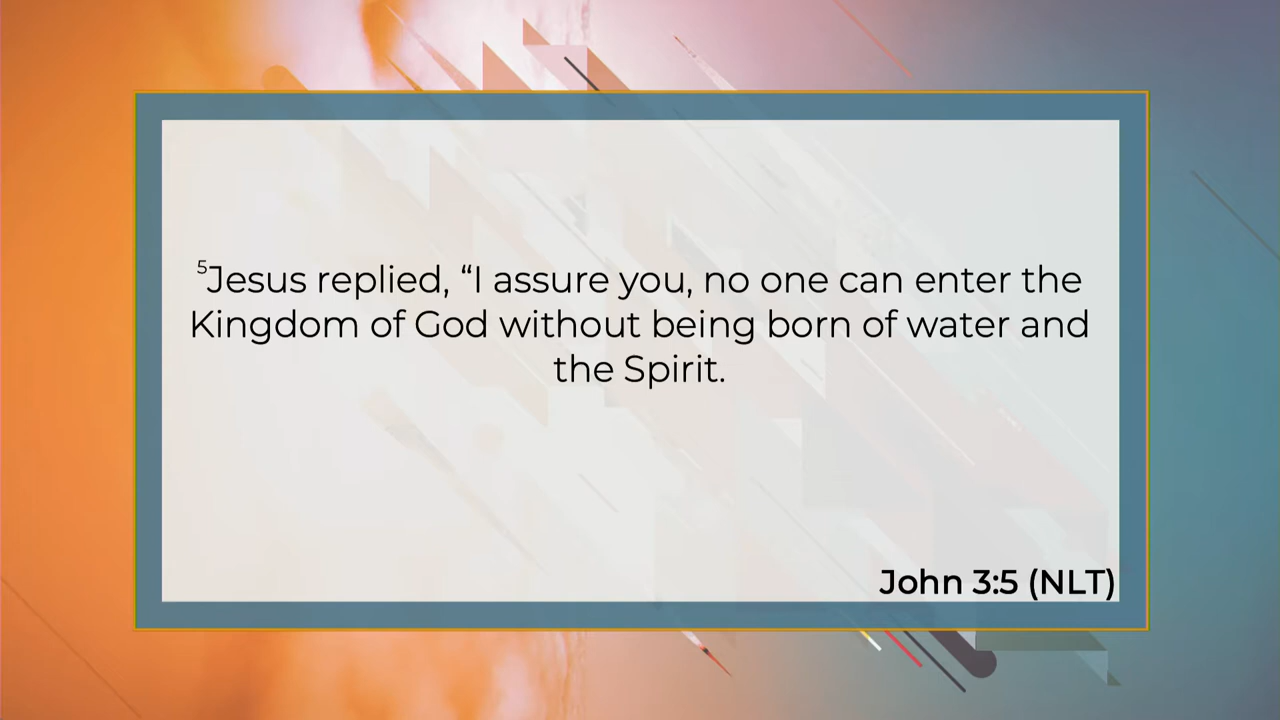 ⁵Jesus replied, “I assure you, no one can enter the
Kingdom of God without being born of water and
the Spirit.
John 3:5 (NLT)